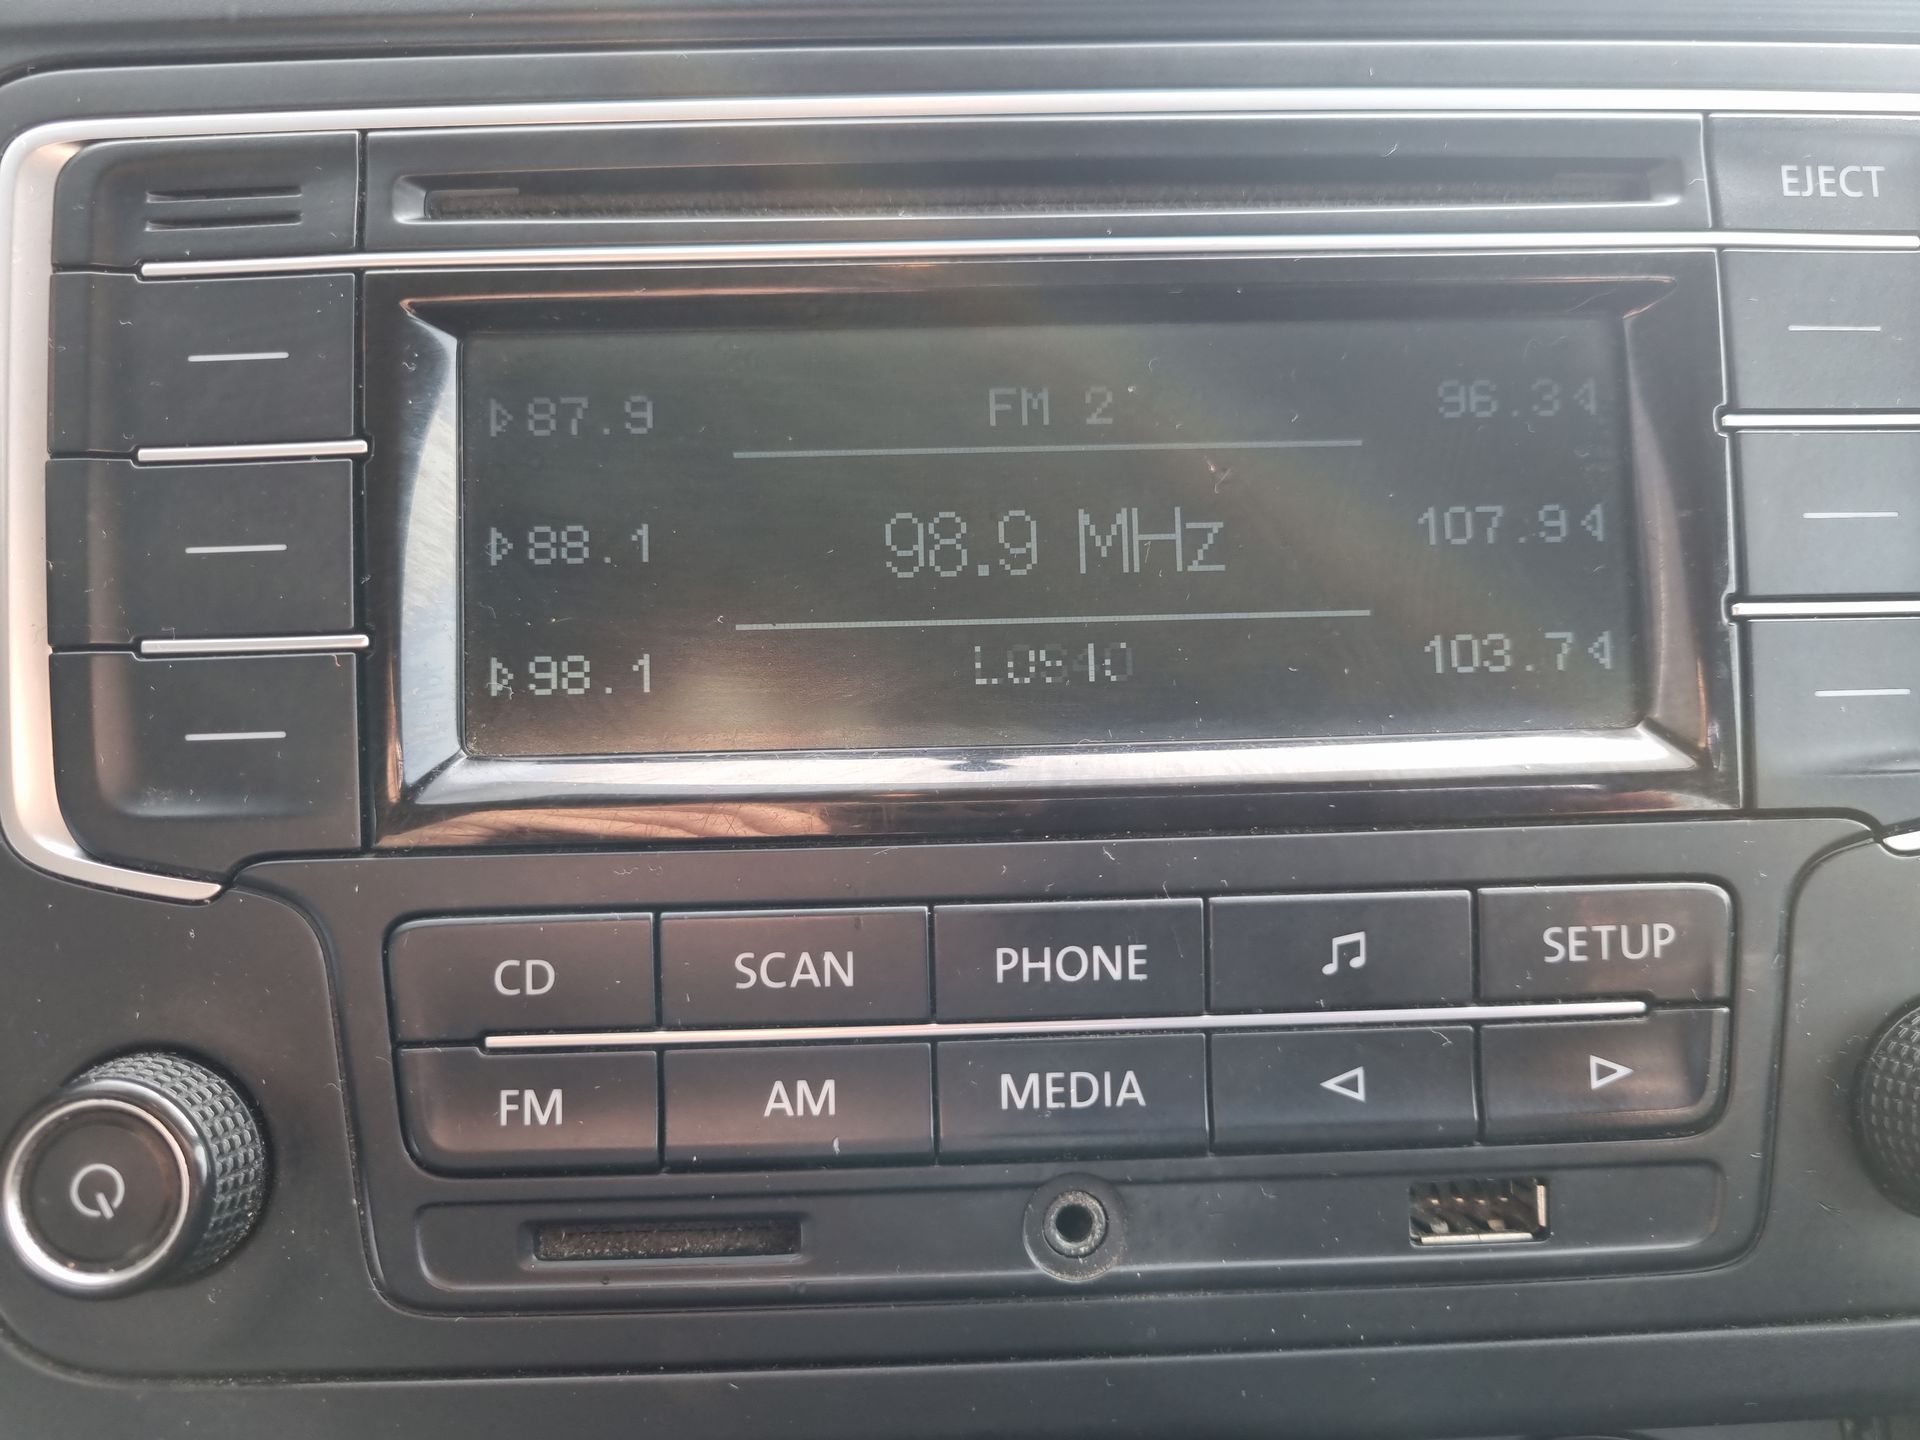 EJECT
87.9 FM 2 96.3
88.1 98.9 MHz 107.9
98.1 LOS40 103.7
CD SCAN PHONE SETUP
FM AM MEDIA